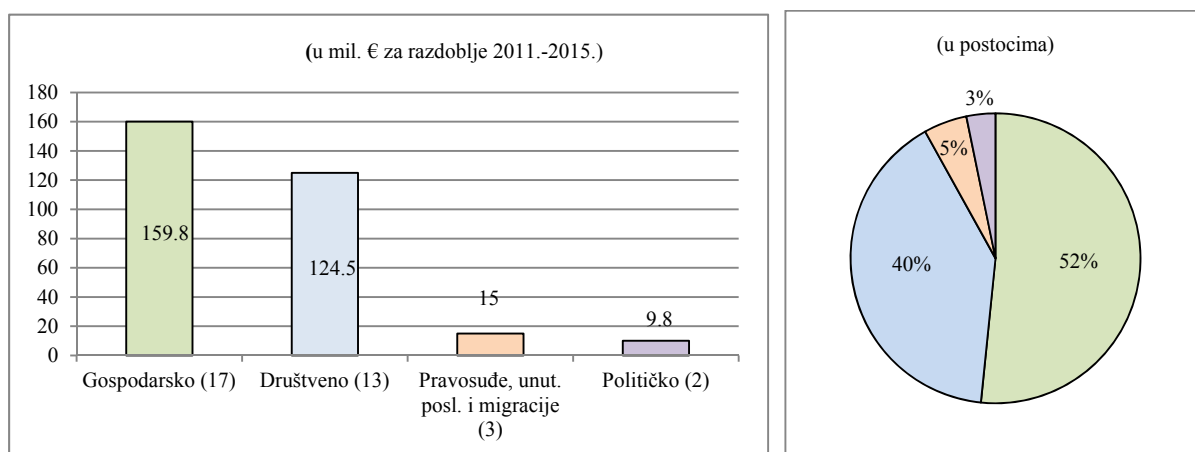 (u mil. € za razdoblje 2011.-2015.)
180
160
140
120
100
80
60
40
20
0
159.8
124.5
15
9.8
Gospodarsko (17)
Društveno (13)
Pravosuđe, unut.
posl. i migracije
(3)
Političko (2)
(u postocima)
3%
5%
40%
52%